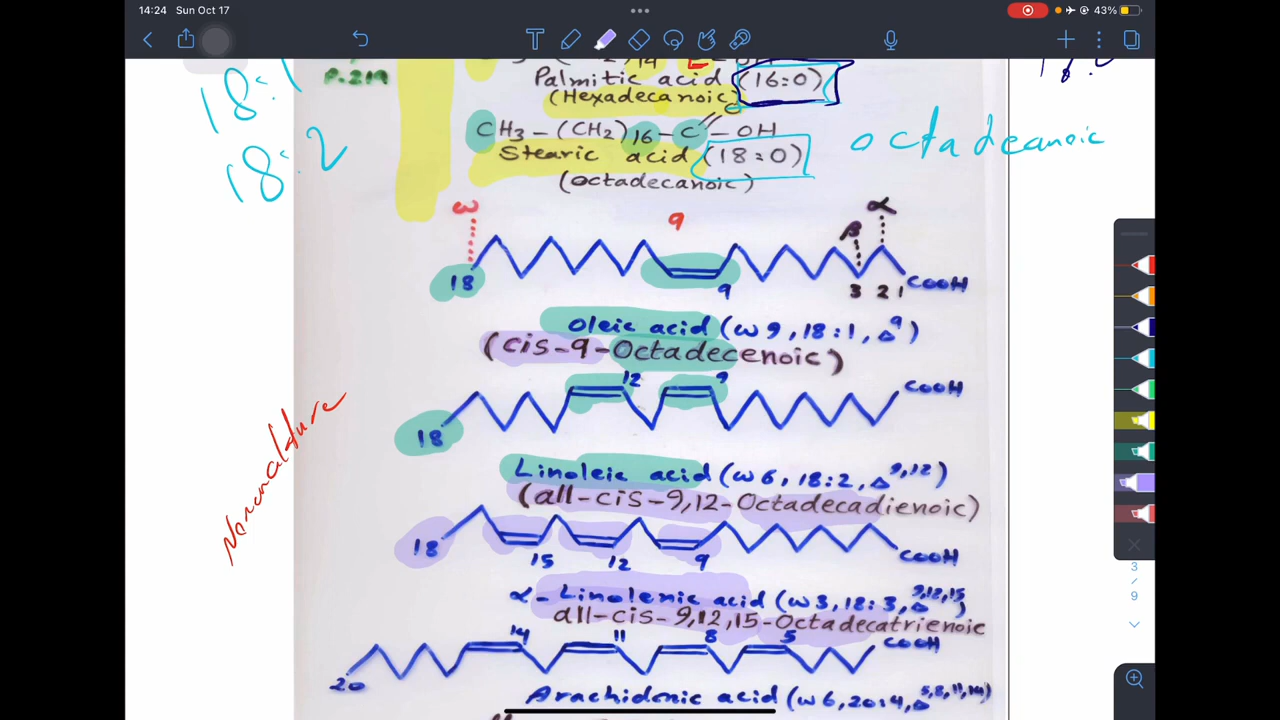 14:24 Sun Oct 17
43%
18:1
P.219
Palmitic acid (16:0)
(Hexadecanoic)
18:2
CH3-(CH2)16-C-OH
Stearic acid (18:0)
octadeanoic
(octadecanoic)
ω
9
α
β
18
9
3 2 1
COOH
oleic acid (ω9, 18:1, Δ9)
(cis-9-Octadecenoic)
12
9
COOH
18
Linoleic acid (ω6, 18:2, Δ9,12)
(all-cis-9,12-Octadecadienoic)
18
15
12
9
COOH
α-Linolenic acid (ω3, 18:3, Δ9,12,15)
all-cis-9,12,15-Octadecatrienoic
14
11
8
5
COOH
20
Arachidonic acid (ω6, 20:4, Δ5,8,11,14)
3
/
9